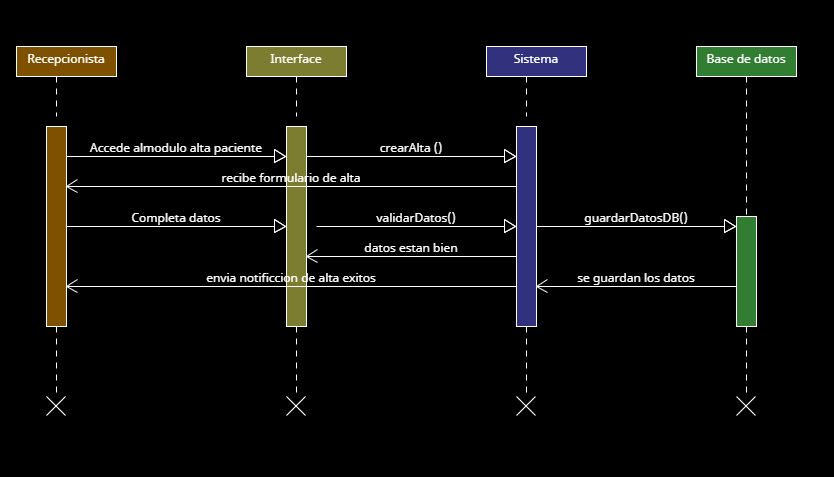 Recepcionista
Interface
Sistema
Base de datos
Accede almodulo alta paciente
crearAlta ()
recibe formulario de alta
Completa datos
validarDatos()
guardarDatosDB()
datos estan bien
envia notificcion de alta exitos
se guardan los datos